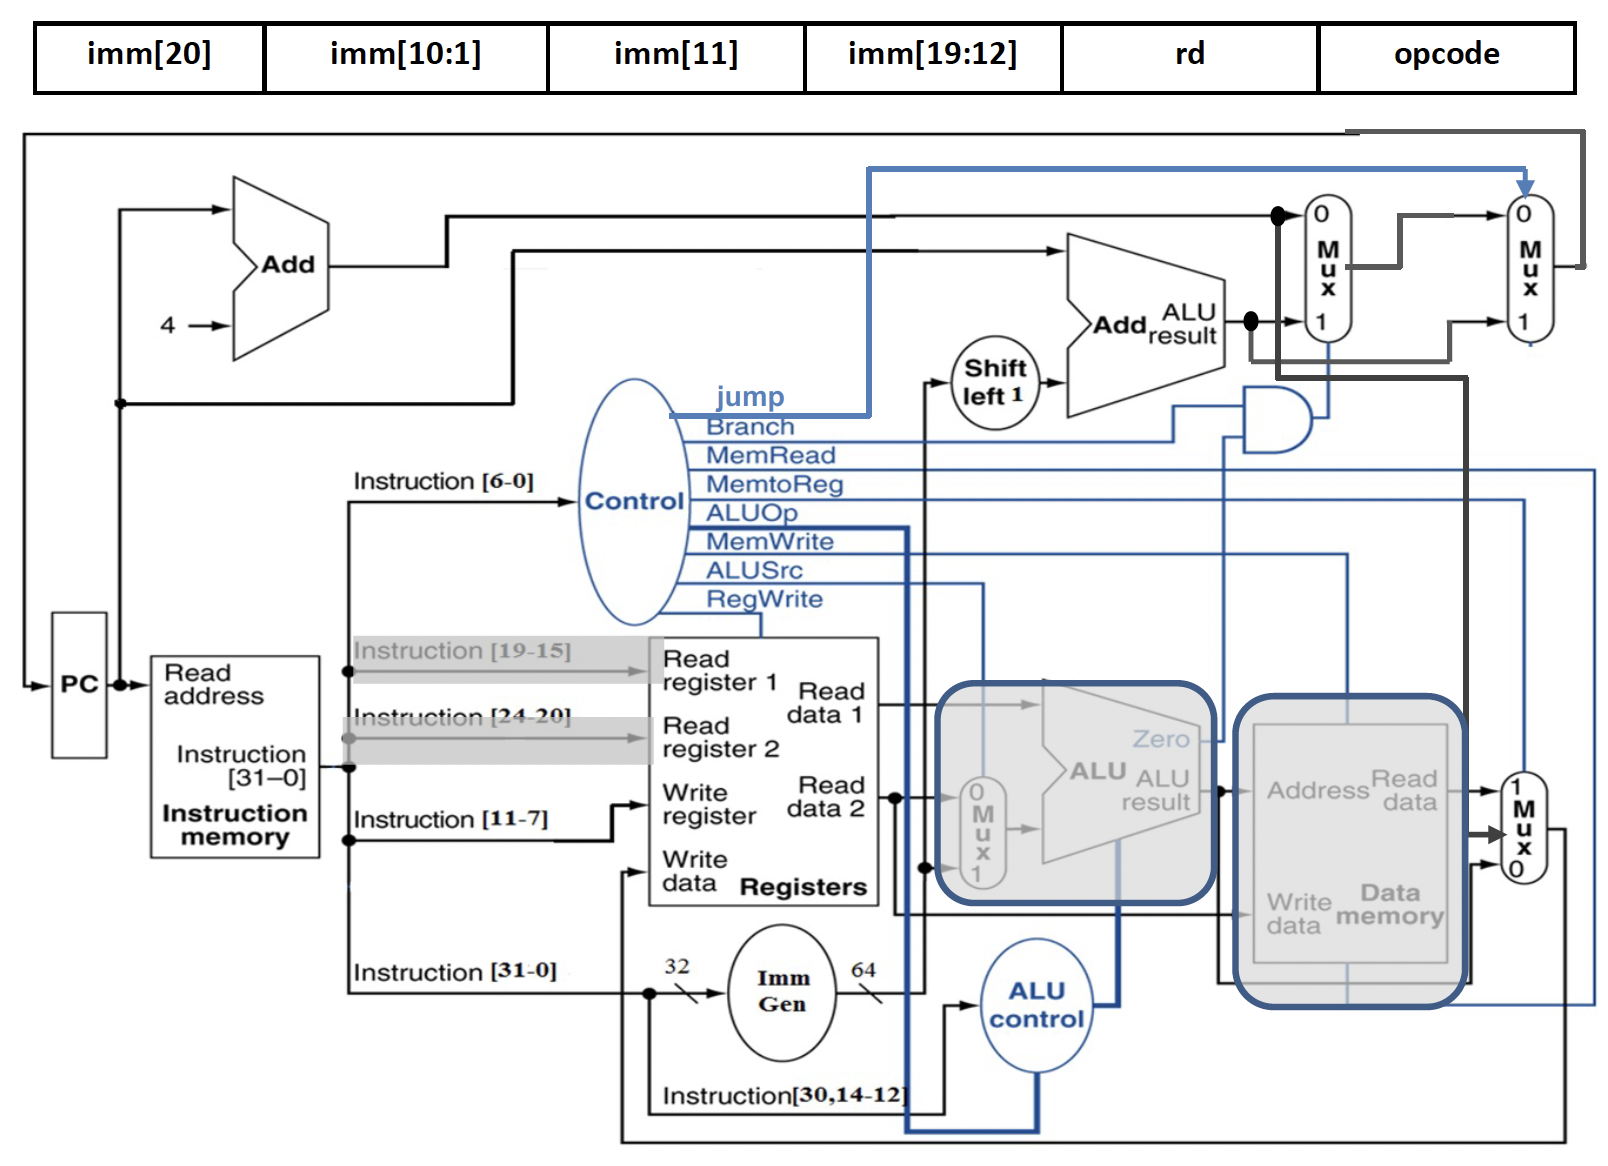 imm[20] imm[10:1] imm[11] imm[19:12] rd opcode
Add
4
Add ALU
result
0
M
u
x
1
0
M
u
x
1
Shift
left 1
jump
Branch
MemRead
MemtoReg
ALUOp
MemWrite
ALUSrc
RegWrite
Control
Instruction [6-0]
Instruction [19-15]
Instruction [24-20]
Instruction [11-7]
Instruction [31-0]
PC
Read
address
Instruction
[31–0]
Instruction
memory
Read
register 1
Read
register 2
Write
register
Write
data
Read
data 1
Read
data 2
Registers
0
M
u
x
1
Zero
ALU
ALU
result
Address
Read
data
Write
data
Data
memory
1
M
u
x
0
32
Imm
Gen
64
ALU
control
Instruction[30,14-12]